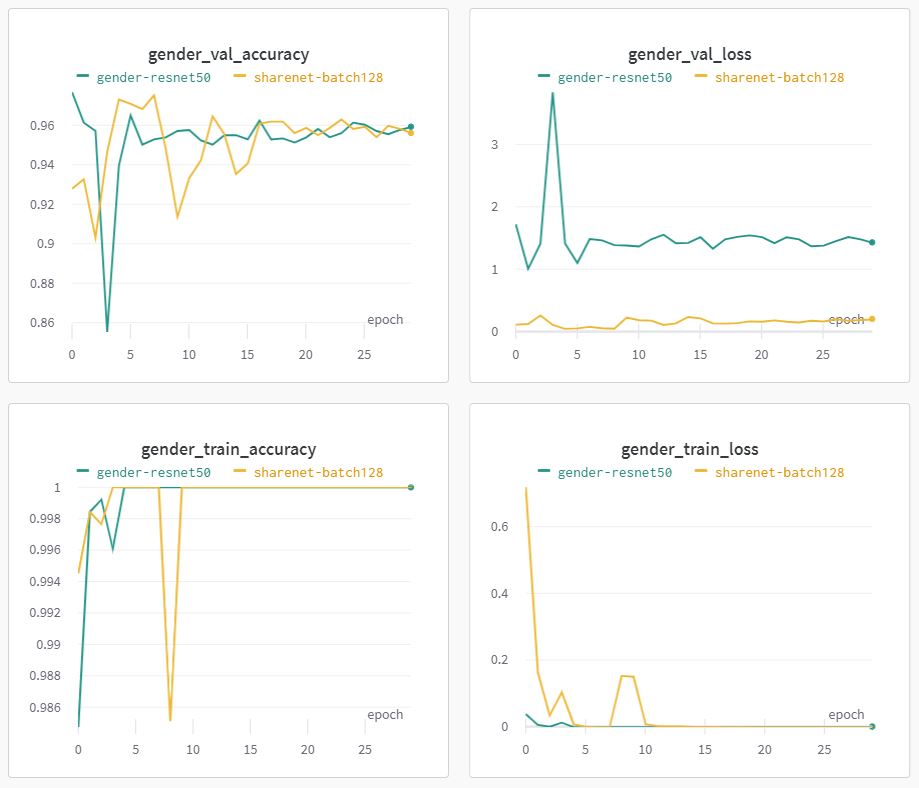 gender_val_accuracy
gender-resnet50 sharenet-batch128
0.96
0.94
0.92
0.9
0.88
0.86
epoch
0 5 10 15 20 25
gender_val_loss
gender-resnet50 sharenet-batch128
3
2
1
0
epoch
0 5 10 15 20 25
gender_train_accuracy
gender-resnet50 sharenet-batch128
1
0.998
0.996
0.994
0.992
0.99
0.988
0.986
epoch
0 5 10 15 20 25
gender_train_loss
gender-resnet50 sharenet-batch128
0.6
0.4
0.2
0
epoch
0 5 10 15 20 25